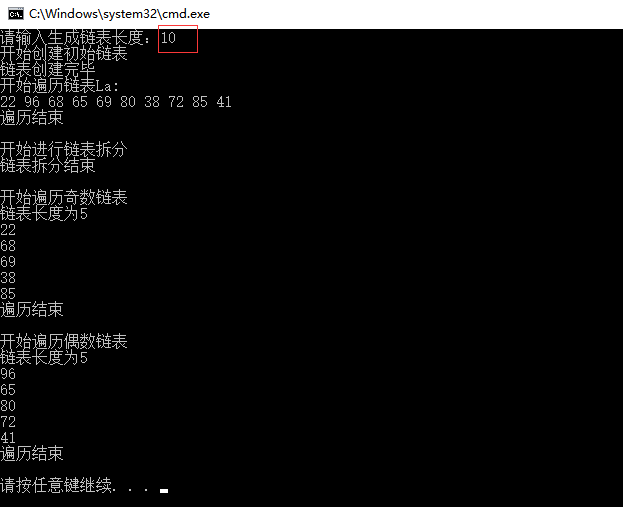 C:\Windows\system32\cmd.exe
请输入生成链表长度：10
开始创建初始链表
链表创建完毕
开始遍历链表La:
22 96 68 65 69 80 38 72 85 41
遍历结束
开始进行链表拆分
链表拆分结束
开始遍历奇数链表
链表长度为5
22
68
69
38
85
遍历结束
开始遍历偶数链表
链表长度为5
96
65
80
72
41
遍历结束
请按任意键继续. . .